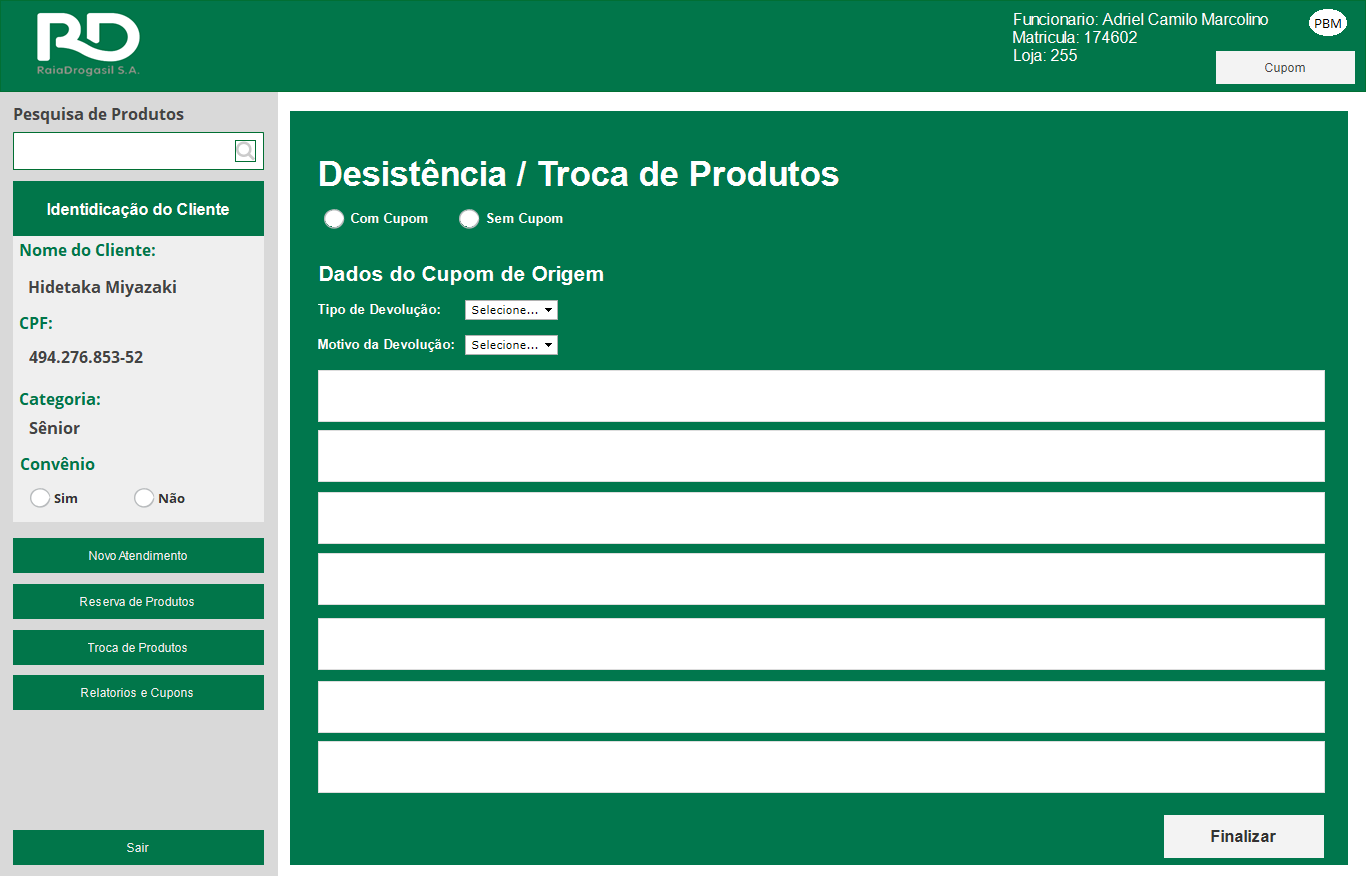 RD
RaiaDrogasil S.A.
Funcionario: Adriel Camilo Marcolino
Matricula: 174602
Loja: 255
PBM
Cupom
Pesquisa de Produtos
Identidicação do Cliente
Nome do Cliente:
Hidetaka Miyazaki
CPF:
494.276.853-52
Categoria:
Sênior
Convênio
Sim Não
Novo Atendimento
Reserva de Produtos
Troca de Produtos
Relatorios e Cupons
Sair
Desistência / Troca de Produtos
Com Cupom Sem Cupom
Dados do Cupom de Origem
Tipo de Devolução: Selecione...
Motivo da Devolução: Selecione...
Finalizar